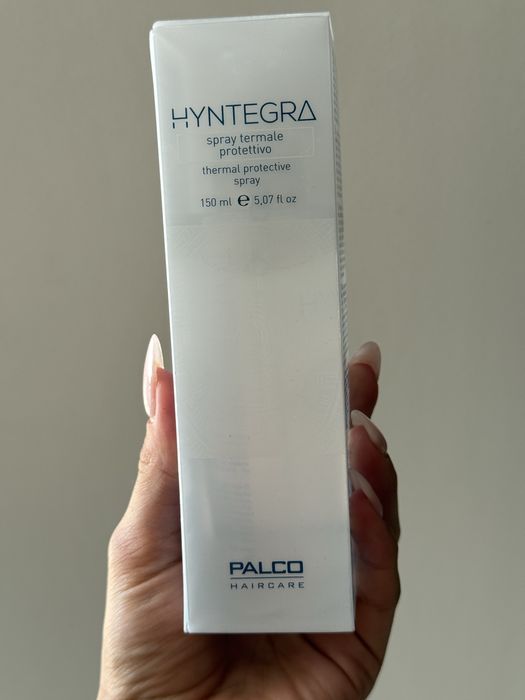 HYNTEGRA
spray termale
protettivo
thermal protective
spray
150 ml ℮ 5,07 fl oz
PALCO
HAIRCARE